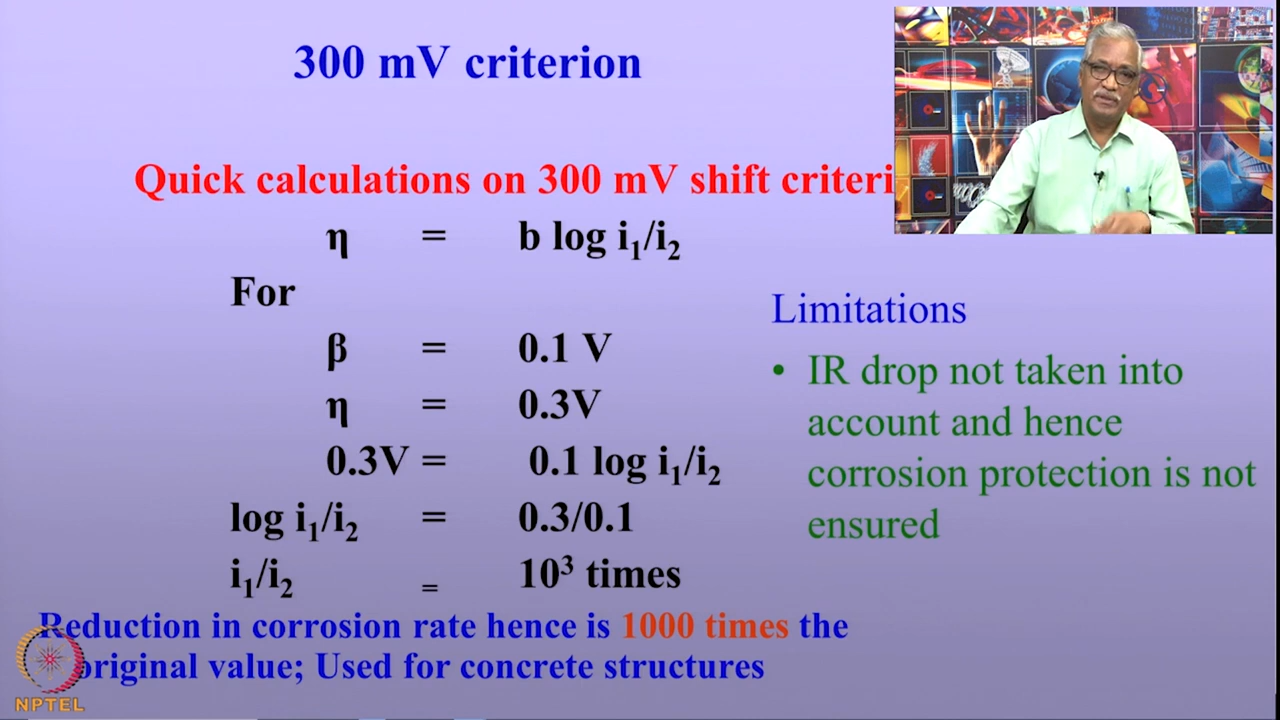 300 mV criterion
Quick calculations on 300 mV shift criteri
η = b log i₁/i₂
For
β = 0.1 V
η = 0.3V
0.3V = 0.1 log i₁/i₂
log i₁/i₂ = 0.3/0.1
i₁/i₂ = 10³ times
Reduction in corrosion rate hence is 1000 times the
original value; Used for concrete structures
Limitations
• IR drop not taken into
account and hence
corrosion protection is not
ensured
NPTEL